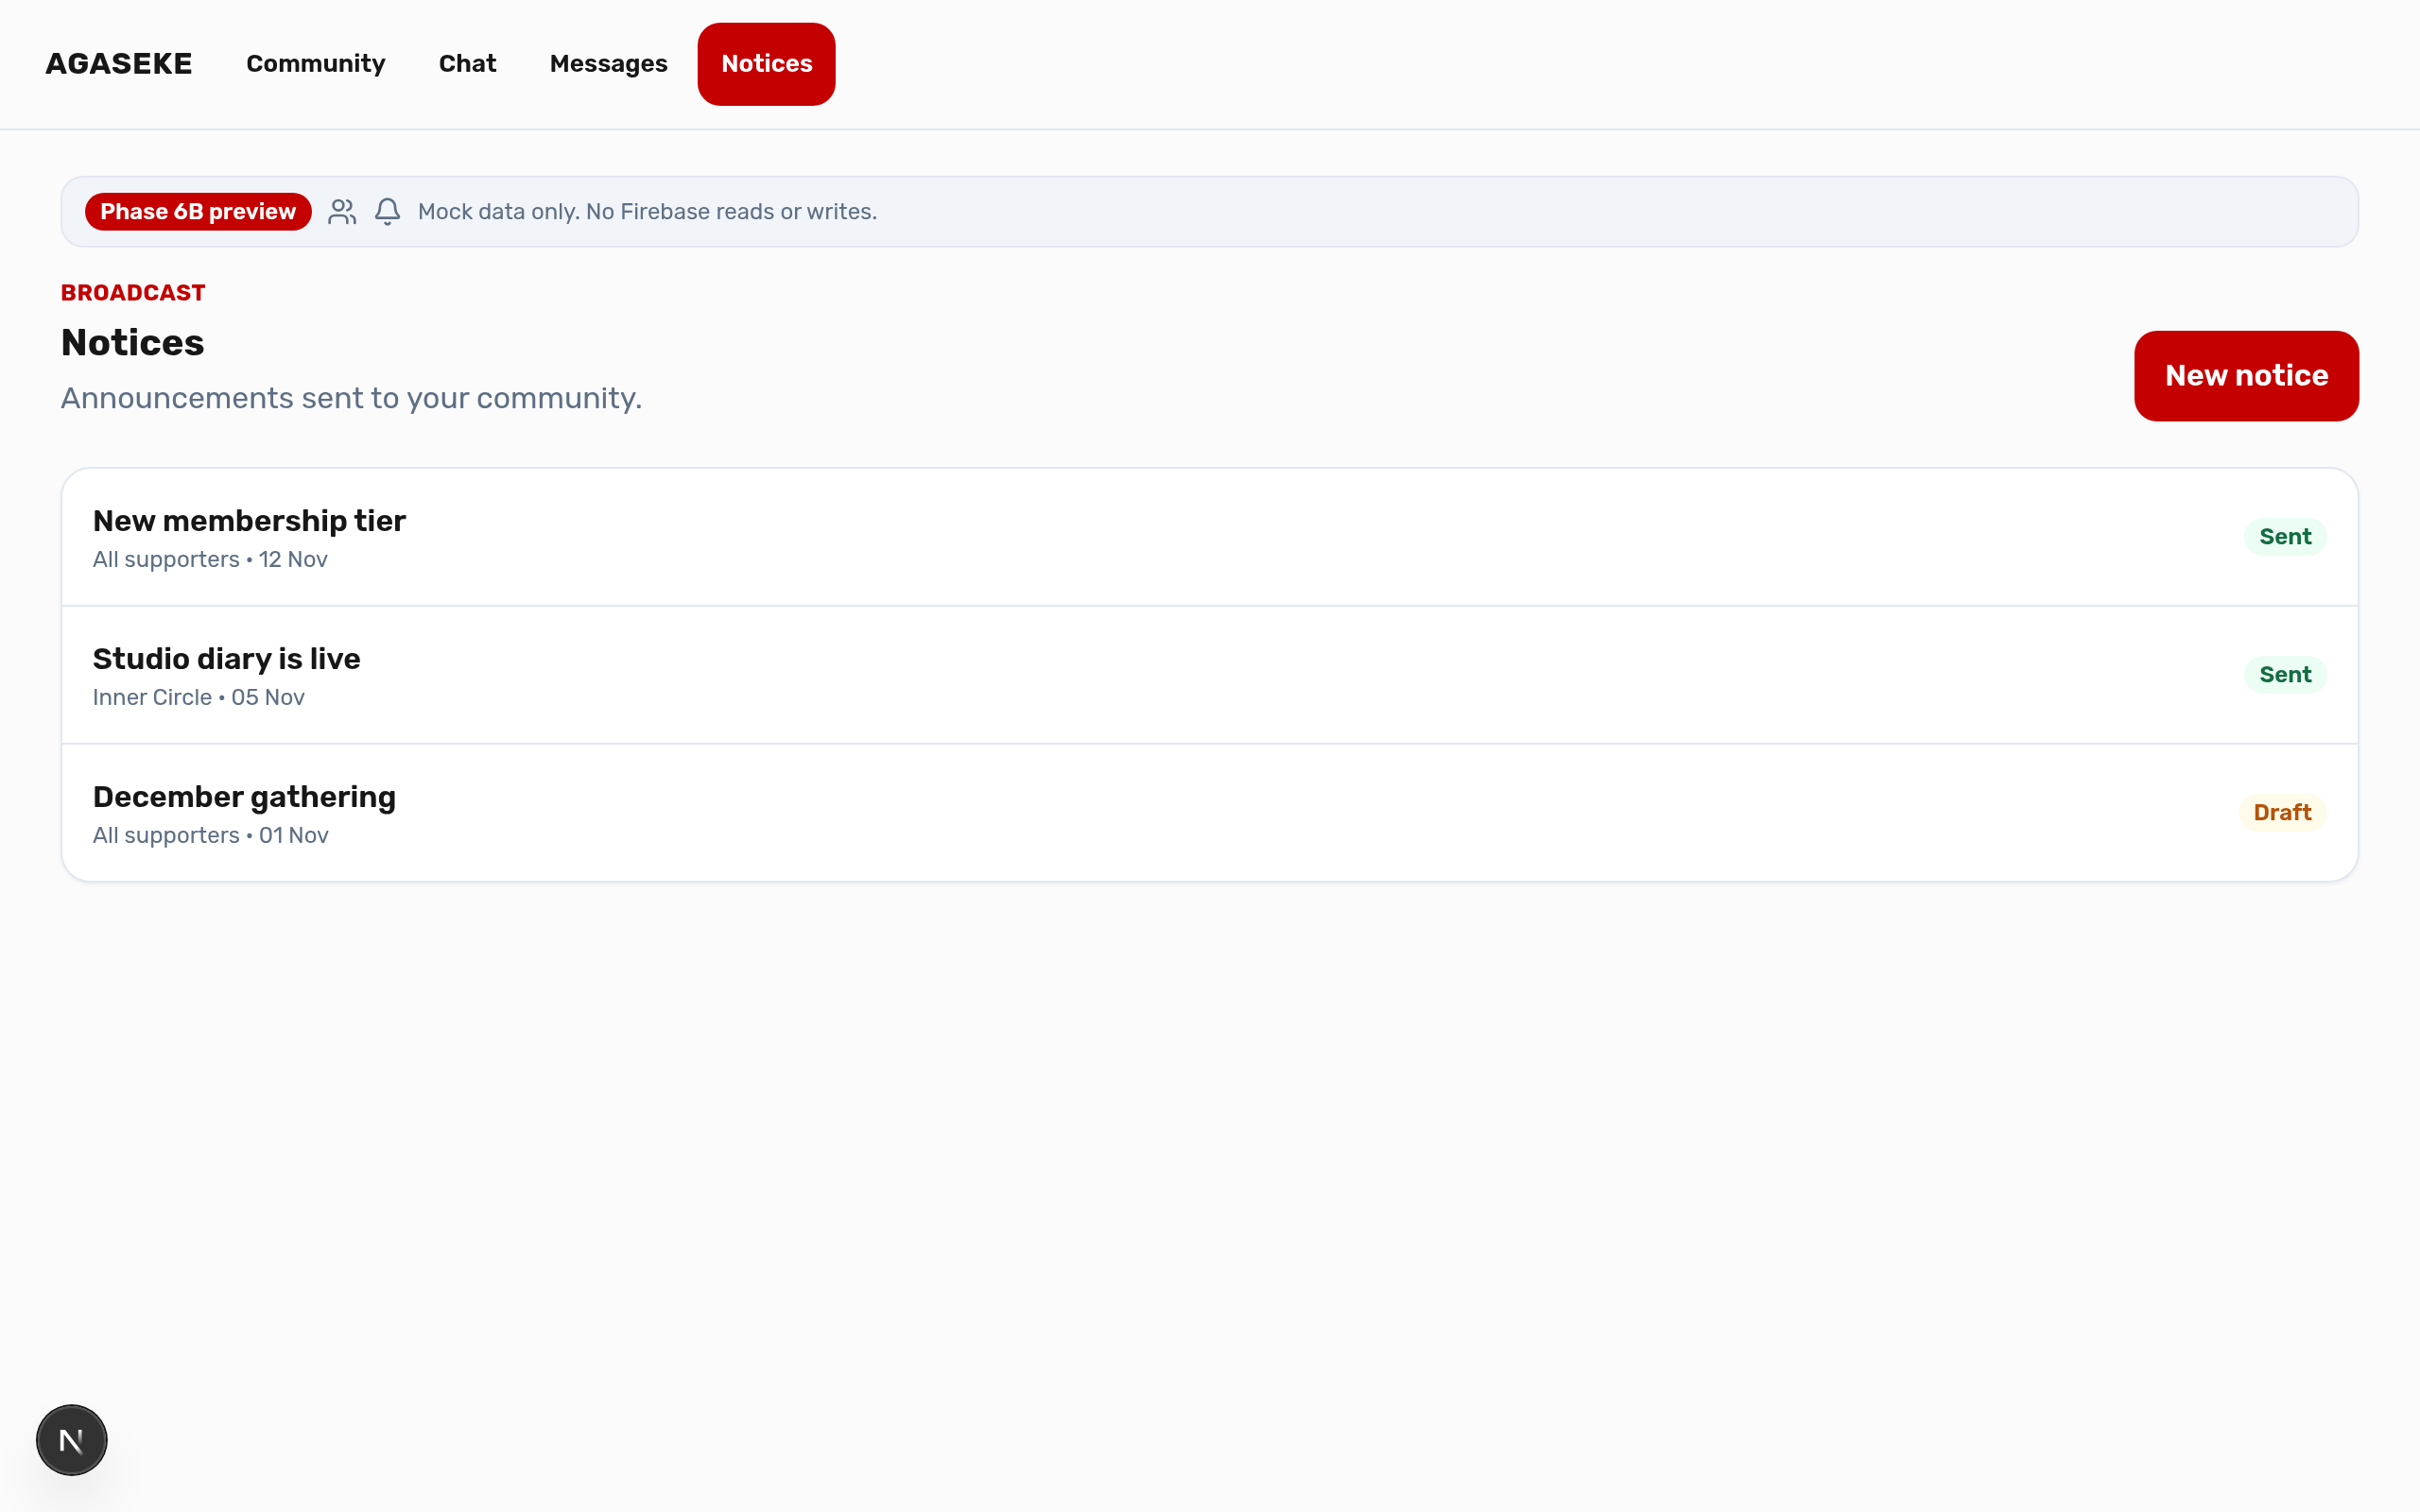 AGASEKE Community Chat Messages Notices
Phase 6B preview Mock data only. No Firebase reads or writes.
BROADCAST
Notices
Announcements sent to your community.
New notice
New membership tier
All supporters • 12 Nov
Sent
Studio diary is live
Inner Circle • 05 Nov
Sent
December gathering
All supporters • 01 Nov
Draft
N